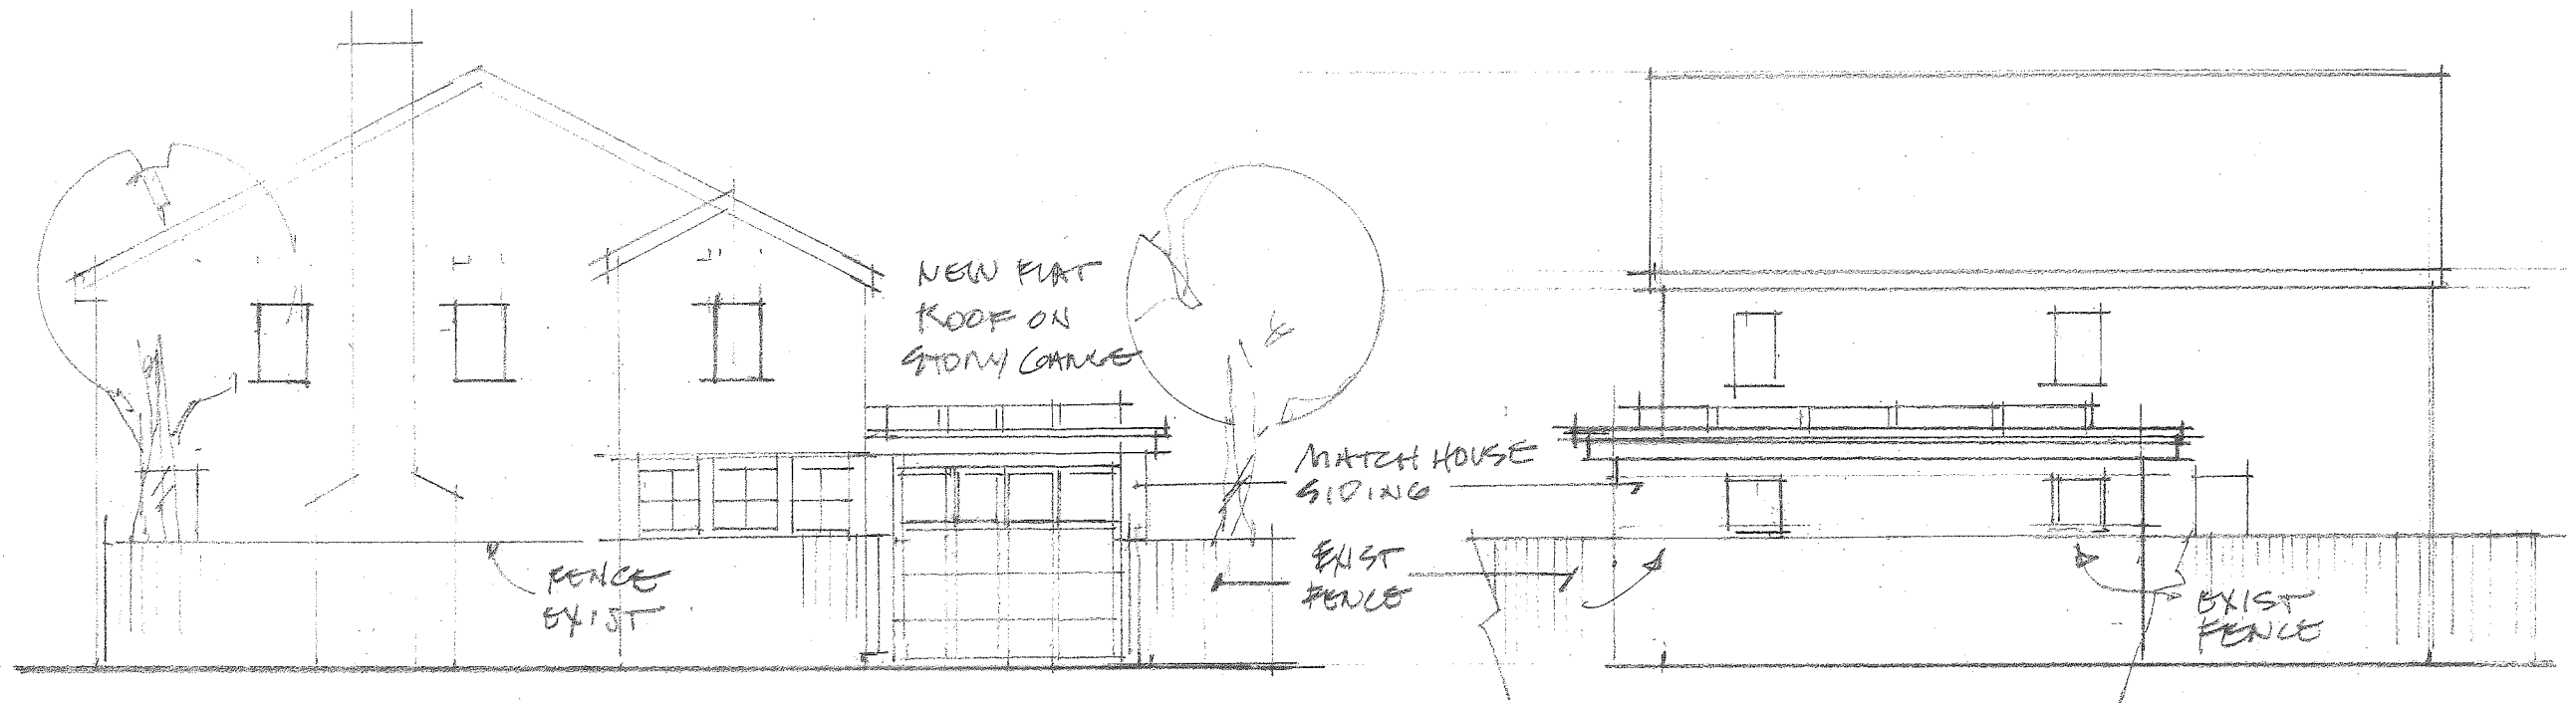 NEW FLAT
ROOF ON
STORY/GARAGE
MATCH HOUSE
SIDING
FENCE
EXIST
EXIST
FENCE
EXIST
FENCE